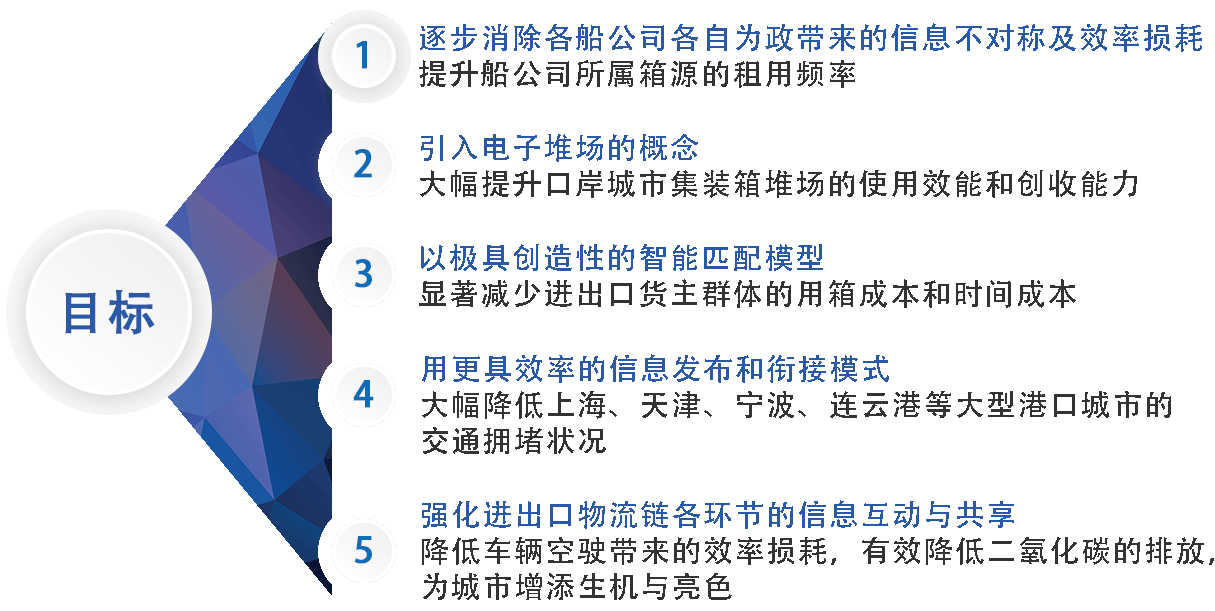 目标
1
逐步消除各船公司各自为政带来的信息不对称及效率损耗
提升船公司所属箱源的租用频率
2
引入电子堆场的概念
大幅提升口岸城市集装箱堆场的使用效能和创收能力
3
以极具创造性的智能匹配模型
显著减少进出口货主群体的用箱成本和时间成本
4
用更具效率的信息发布和衔接模式
大幅降低上海、天津、宁波、连云港等大型港口城市的
交通拥堵状况
5
强化进出口物流链各环节的信息互动与共享
降低车辆空驶带来的效率损耗，有效降低二氧化碳的排放，
为城市增添生机与亮色